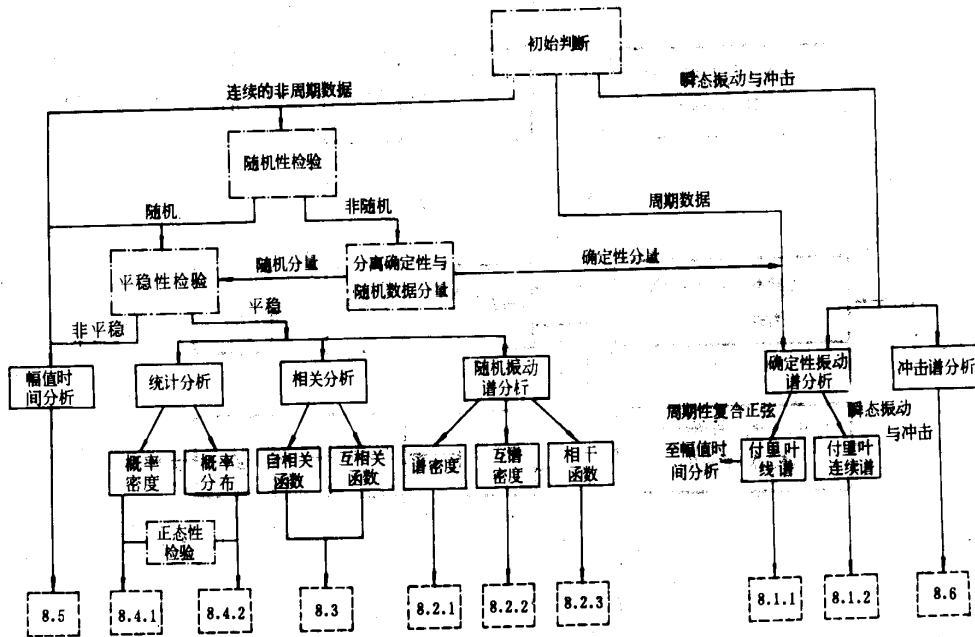 初始判断
连续的非周期数据
瞬态振动与冲击
随机性检验
随机
非随机
周期数据
平稳性检验
随机分量
分离确定性与
随机数据分量
确定性分量
非平稳
平稳
幅值时
间分析
统计分析
相关分析
随机振动
谱分析
确定性振动
谱分析
冲击谱分析
周期性复合正弦
瞬态振动
与冲击
概率
密度
概率
分布
自相关
函数
互相关
函数
谱密度
互谱
密度
相干
函数
至幅值时
间分析
付里叶
线谱
付里叶
连续谱
正态性
检验
8.5
8.4.1
8.4.2
8.3
8.2.1
8.2.2
8.2.3
8.1.1
8.1.2
8.6